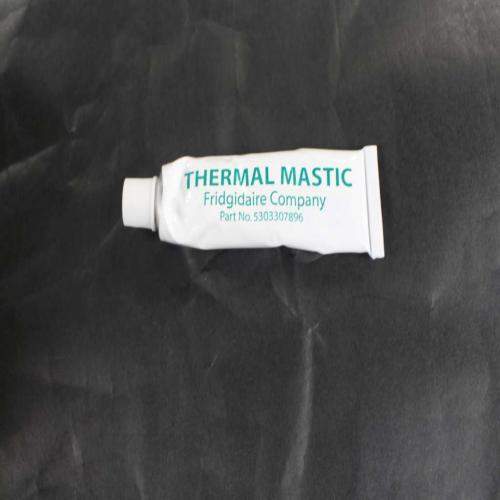 THERMAL MASTIC
Fridgidaire Company
Part No. 5303307896